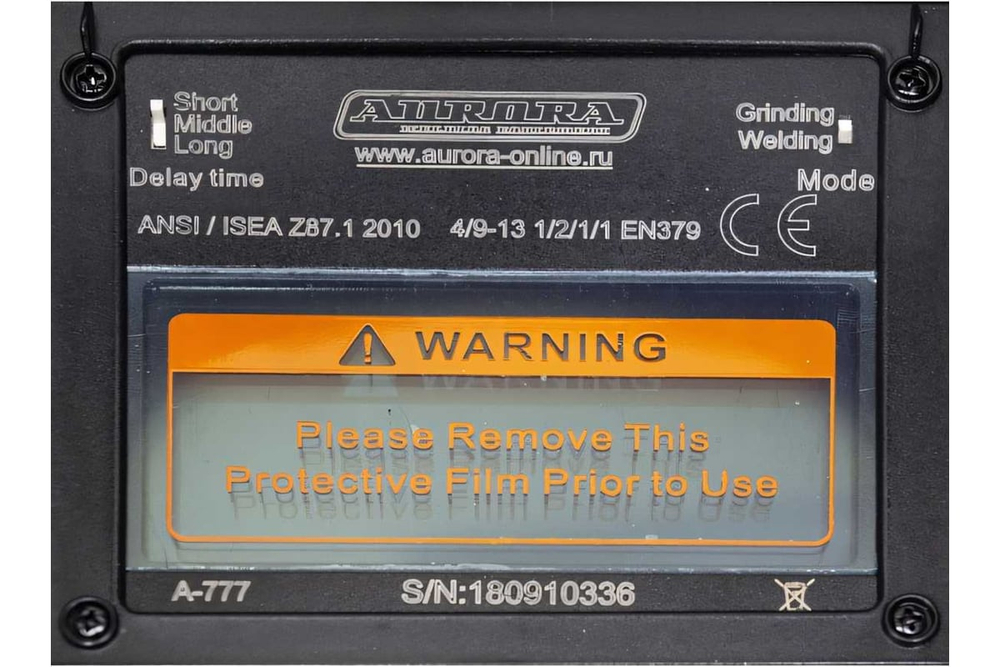 Short
Middle
Long
Delay time
AURORA
www.aurora-online.ru
Grinding
Welding
Mode
ANSI / ISEA Z87.1 2010 4/9-13 1/2/1/1 EN379 CE
WARNING
Please Remove This
Protective Film Prior to Use
A-777 S/N:180910336